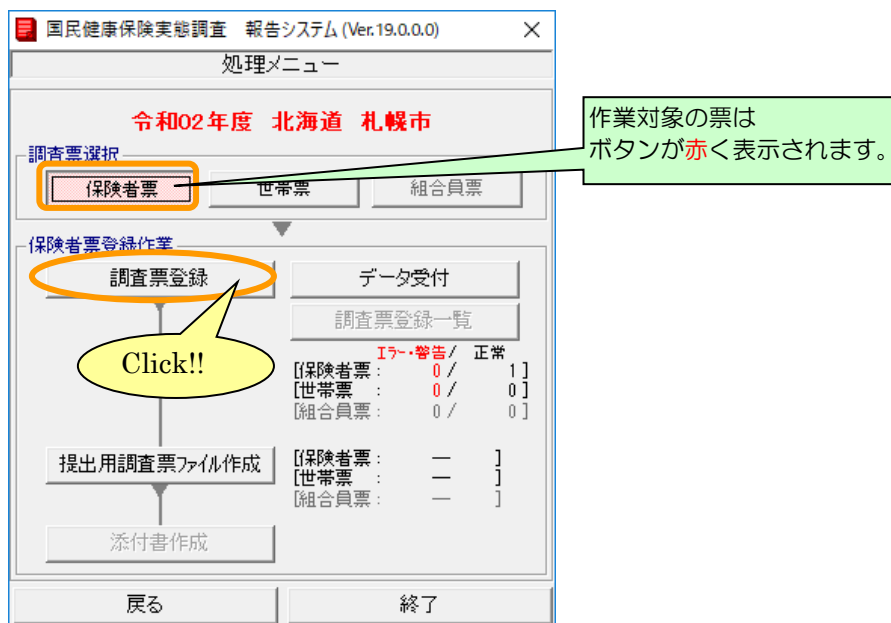 国民健康保険実態調査 報告システム (Ver.19.0.0.0)
処理メニュー
令和02年度 北海道 札幌市
調査票選択
保険者票
世帯票
組合員票
作業対象の票は
ボタンが赤く表示されます。
保険者票登録作業
調査票登録
データ受付
Click!!
調査票登録一覧
エラー・警告/ 正常
[保険者票: 0/ 1]
[世帯票 : 0/ 0]
[組合員票: 0/ 0]
提出用調査票ファイル作成
[保険者票: ― ]
[世帯票 : ― ]
[組合員票: ― ]
添付書作成
戻る
終了